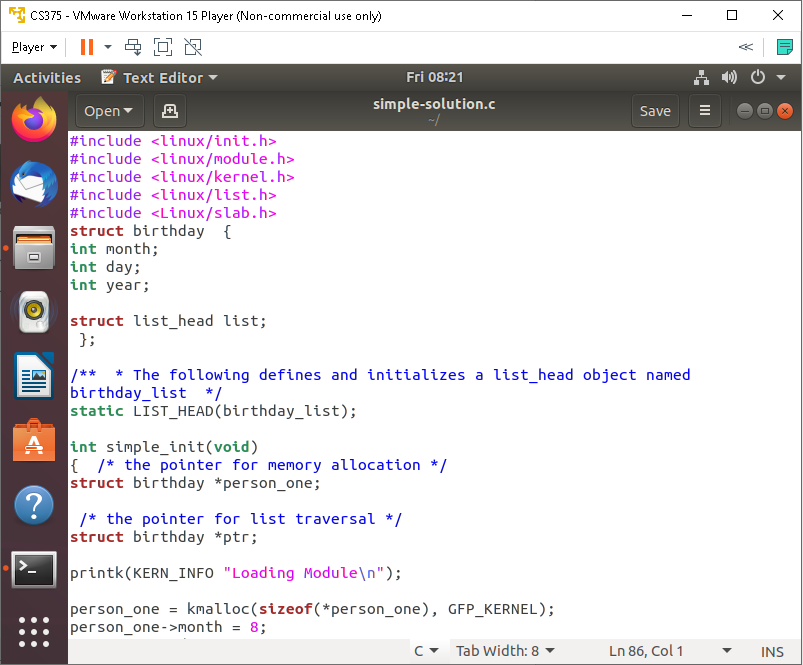 CS375 - VMware Workstation 15 Player (Non-commercial use only)
Player
Activities Text Editor Fri 08:21
Open simple-solution.c Save
~/
#include <linux/init.h>
#include <linux/module.h>
#include <linux/kernel.h>
#include <linux/list.h>
#include <Linux/slab.h>
struct birthday  {
int month;
int day;
int year;

struct list_head list;
 };

/**  * The following defines and initializes a list_head object named
birthday_list  */
static LIST_HEAD(birthday_list);

int simple_init(void)
{  /* the pointer for memory allocation */
struct birthday *person_one;

 /* the pointer for list traversal */
struct birthday *ptr;

printk(KERN_INFO "Loading Module\n");

person_one = kmalloc(sizeof(*person_one), GFP_KERNEL);
person_one->month = 8;
C Tab Width: 8 Ln 86, Col 1 INS